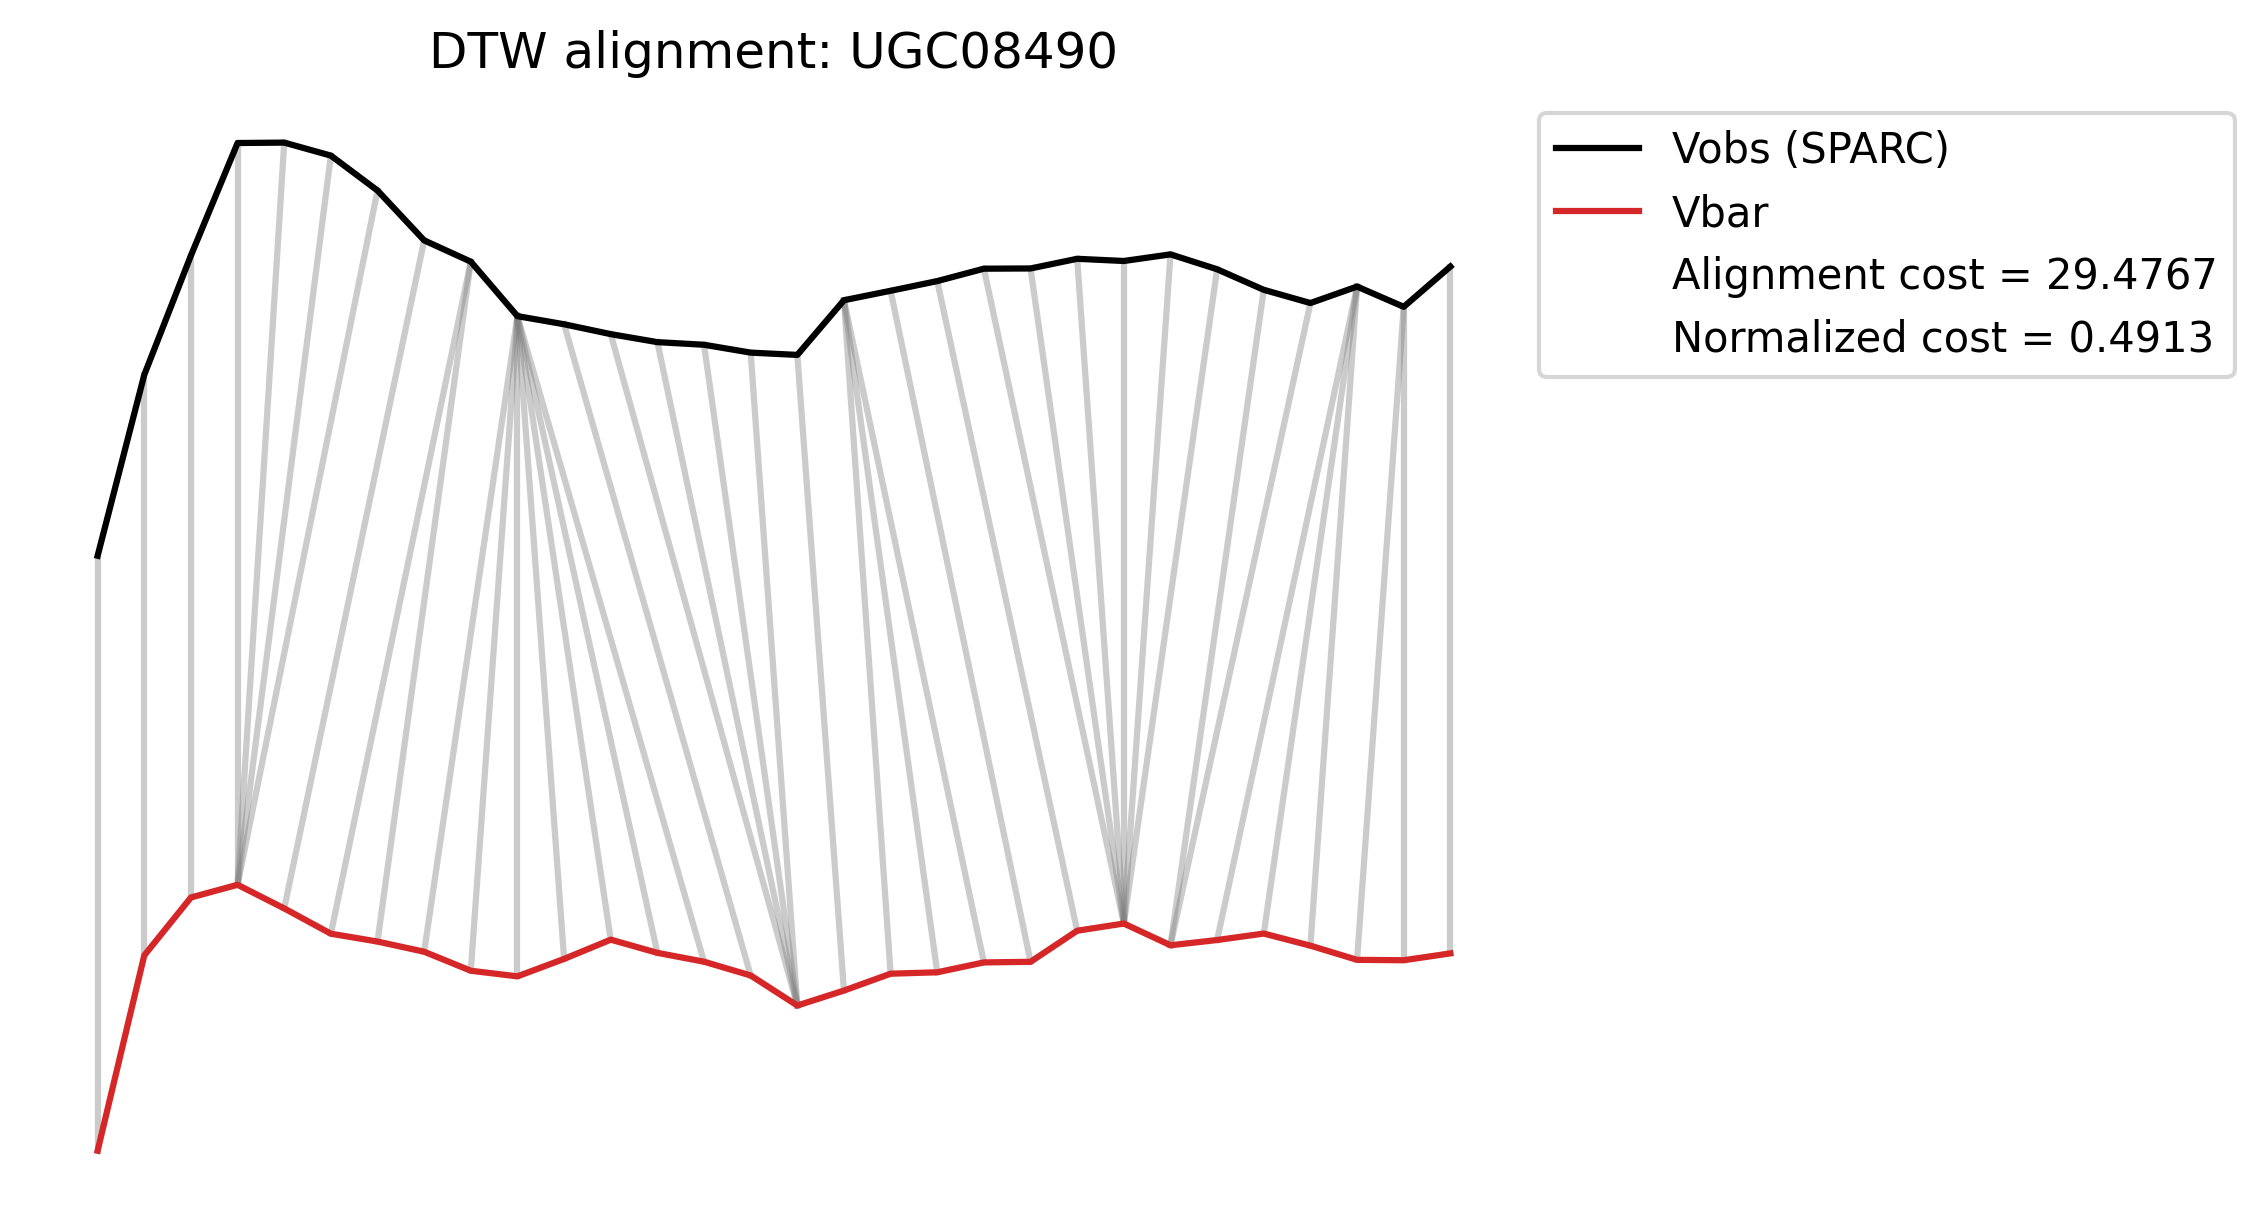 DTW alignment: UGC08490
Vobs (SPARC)
Vbar
Alignment cost = 29.4767
Normalized cost = 0.4913